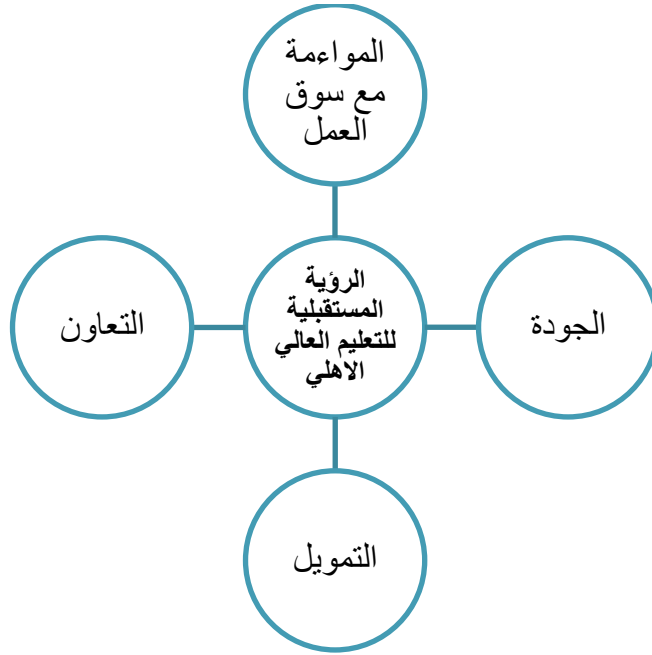 المواءمة
مع سوق
العمل
الرؤية
المستقبلية
للتعليم العالي
الاهلي
الجودة
التعاون
التمويل